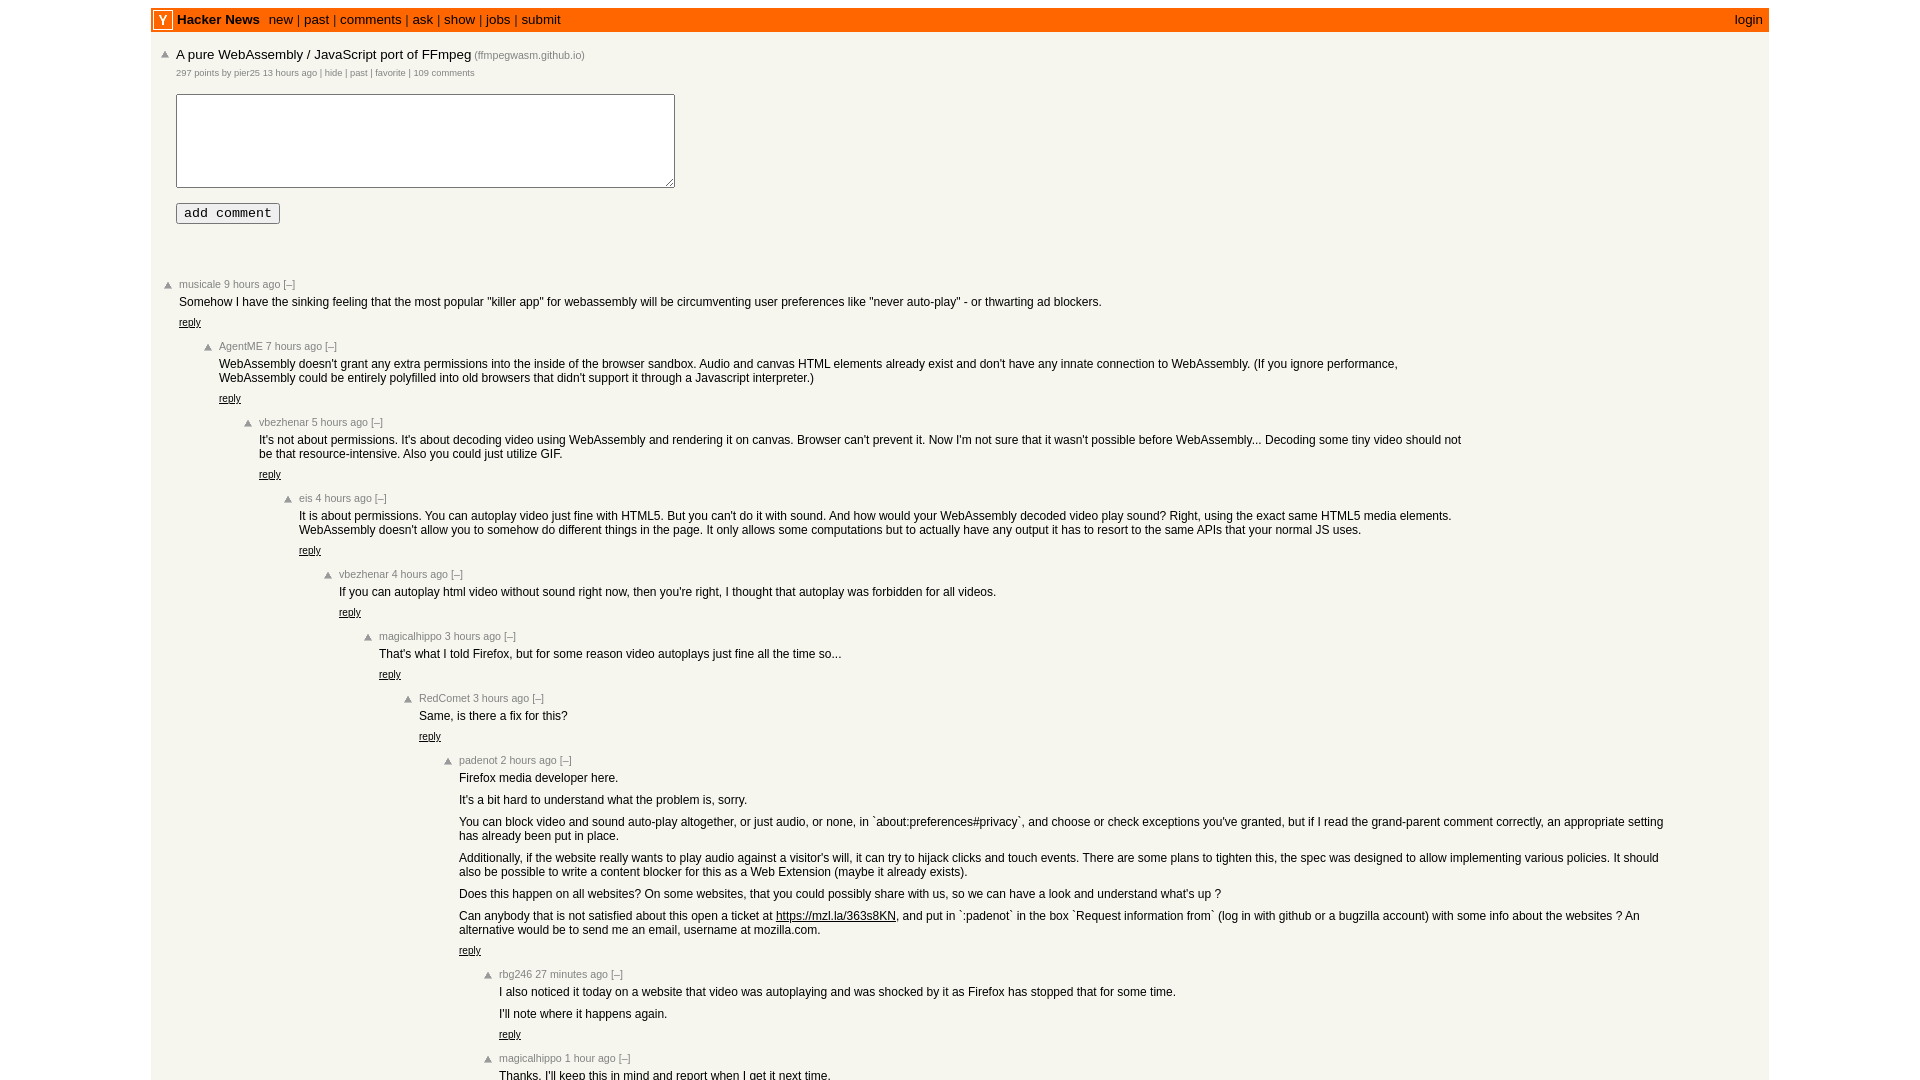 Y Hacker News new | past | comments | ask | show | jobs | submit login
A pure WebAssembly / JavaScript port of FFmpeg (ffmpegwasm.github.io)
297 points by pier25 13 hours ago | hide | past | favorite | 109 comments
add comment
musicale 9 hours ago [–]
Somehow I have the sinking feeling that the most popular "killer app" for webassembly will be circumventing user preferences like "never auto-play" - or thwarting ad blockers.
reply
AgentME 7 hours ago [–]
WebAssembly doesn't grant any extra permissions into the inside of the browser sandbox. Audio and canvas HTML elements already exist and don't have any innate connection to WebAssembly. (If you ignore performance,
WebAssembly could be entirely polyfilled into old browsers that didn't support it through a Javascript interpreter.)
reply
vbezhenar 5 hours ago [–]
It's not about permissions. It's about decoding video using WebAssembly and rendering it on canvas. Browser can't prevent it. Now I'm not sure that it wasn't possible before WebAssembly... Decoding some tiny video should not
be that resource-intensive. Also you could just utilize GIF.
reply
eis 4 hours ago [–]
It is about permissions. You can autoplay video just fine with HTML5. But you can't do it with sound. And how would your WebAssembly decoded video play sound? Right, using the exact same HTML5 media elements.
WebAssembly doesn't allow you to somehow do different things in the page. It only allows some computations but to actually have any output it has to resort to the same APIs that your normal JS uses.
reply
vbezhenar 4 hours ago [–]
If you can autoplay html video without sound right now, then you're right, I thought that autoplay was forbidden for all videos.
reply
magicalhippo 3 hours ago [–]
That's what I told Firefox, but for some reason video autoplays just fine all the time so...
reply
RedComet 3 hours ago [–]
Same, is there a fix for this?
reply
padenot 2 hours ago [–]
Firefox media developer here.
It's a bit hard to understand what the problem is, sorry.
You can block video and sound auto-play altogether, or just audio, or none, in `about:preferences#privacy`, and choose or check exceptions you've granted, but if I read the grand-parent comment correctly, an appropriate setting
has already been put in place.
Additionally, if the website really wants to play audio against a visitor's will, it can try to hijack clicks and touch events. There are some plans to tighten this, the spec was designed to allow implementing various policies. It should
also be possible to write a content blocker for this as a Web Extension (maybe it already exists).
Does this happen on all websites? On some websites, that you could possibly share with us, so we can have a look and understand what's up ?
Can anybody that is not satisfied about this open a ticket at https://mzl.la/363s8KN, and put in `:padenot` in the box `Request information from` (log in with github or a bugzilla account) with some info about the websites ? An
alternative would be to send me an email, username at mozilla.com.
reply
rbg246 27 minutes ago [–]
I also noticed it today on a website that video was autoplaying and was shocked by it as Firefox has stopped that for some time.
I'll note where it happens again.
reply
magicalhippo 1 hour ago [–]
Thanks, I'll keep this in mind and report when I get it next time.